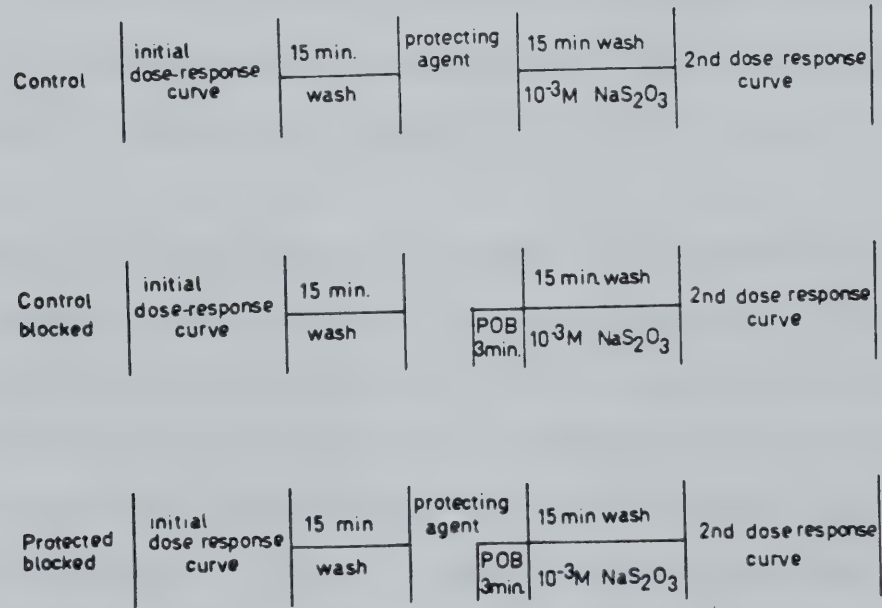 Control
initial
dose-response
curve
15 min.
wash
protecting
agent
15 min wash
10⁻³M NaS₂O₃
2nd dose response
curve
Control
blocked
initial
dose-response
curve
15 min.
wash
POB
3min.
15 min wash
10⁻³M NaS₂O₃
2nd dose response
curve
Protected
blocked
initial
dose response
curve
15 min
wash
protecting
agent
POB
3min.
15 min wash
10⁻³M NaS₂O₃
2nd dose response
curve